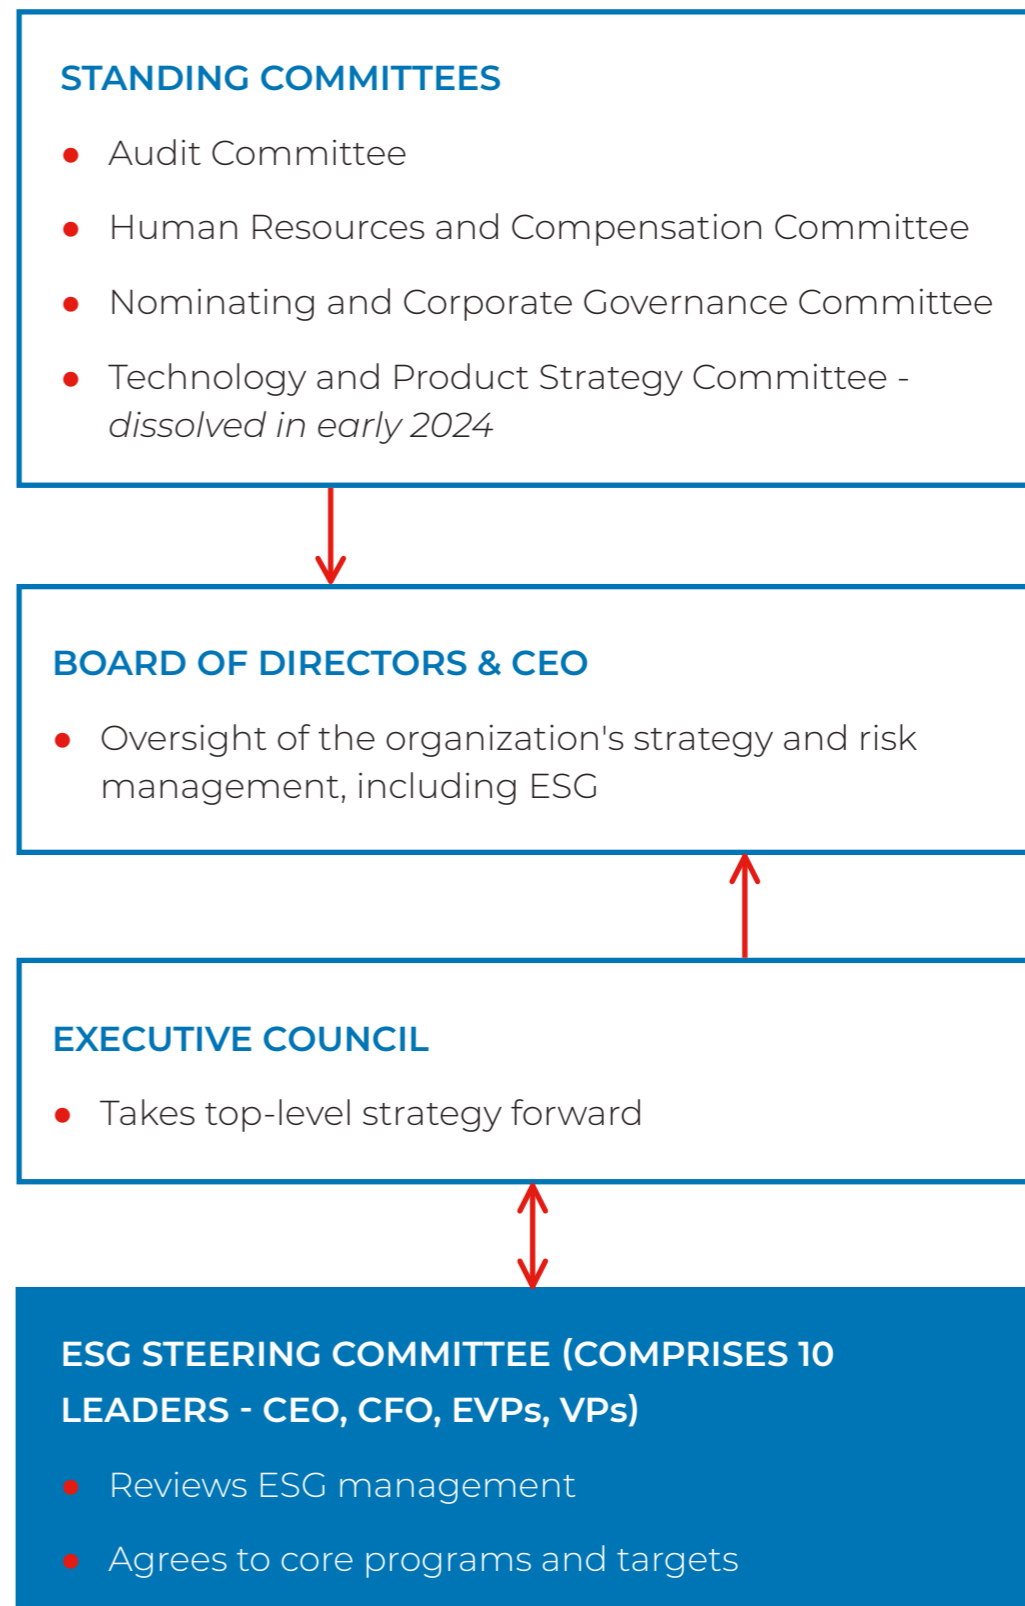 STANDING COMMITTEES
● Audit Committee
● Human Resources and Compensation Committee
● Nominating and Corporate Governance Committee
● Technology and Product Strategy Committee -
dissolved in early 2024
BOARD OF DIRECTORS & CEO
● Oversight of the organization's strategy and risk
management, including ESG
EXECUTIVE COUNCIL
● Takes top-level strategy forward
ESG STEERING COMMITTEE (COMPRISES 10
LEADERS - CEO, CFO, EVPs, VPs)
● Reviews ESG management
● Agrees to core programs and targets